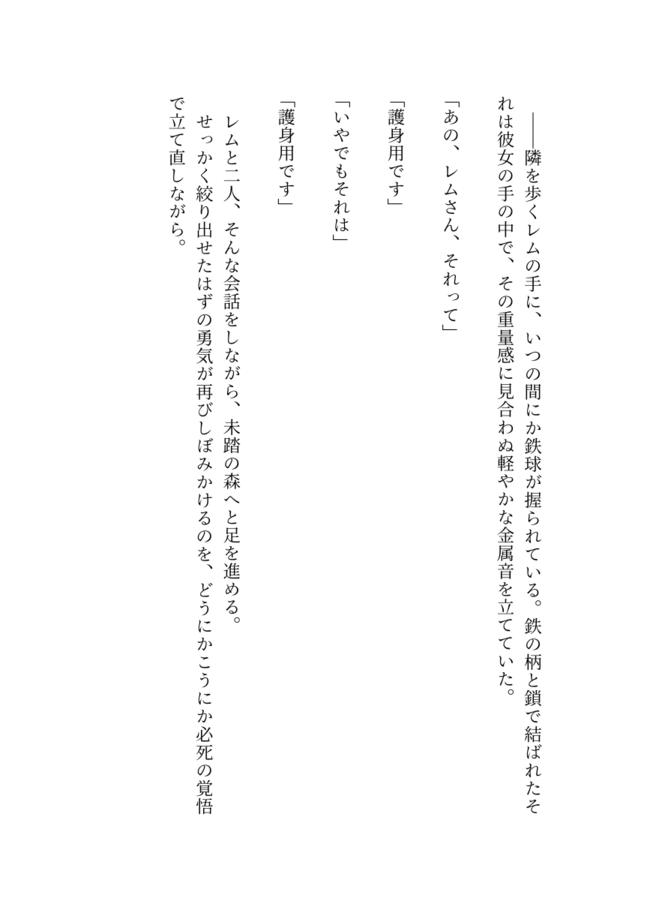 ――隣を歩くレムの手に、いつの間にか鉄球が握られている。鉄の柄と鎖で結ばれたそ
れは彼女の手の中で、その重量感に見合わぬ軽やかな金属音を立てていた。
「あの、レムさん、それって」
「護身用です」
「いやでもそれは」
「護身用です」
レムと二人、そんな会話をしながら、未踏の森へと足を進める。
せっかく絞り出せたはずの勇気が再びしぼみかけるのを、どうにかこうにか必死の覚悟
で立て直しながら。